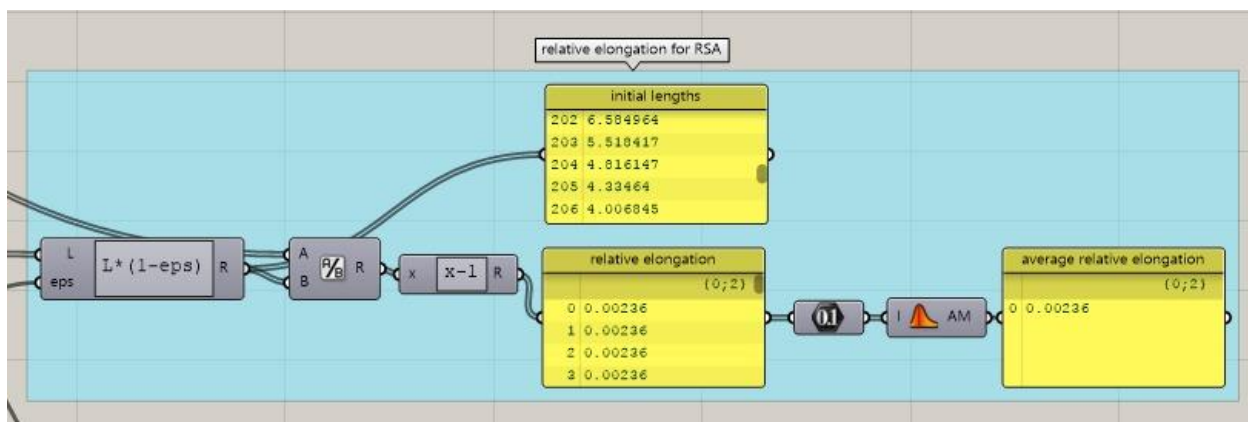 relative elongation for RSA
initial lengths
202 6.584964
203 5.518417
204 4.816147
205 4.33464
206 4.006845
L
eps
L*(1-eps)
R
A
B
A/B
R
x
x-1
R
relative elongation
{0;2}
0 0.00236
1 0.00236
2 0.00236
3 0.00236
0.1
I
AM
average relative elongation
{0;2}
0 0.00236